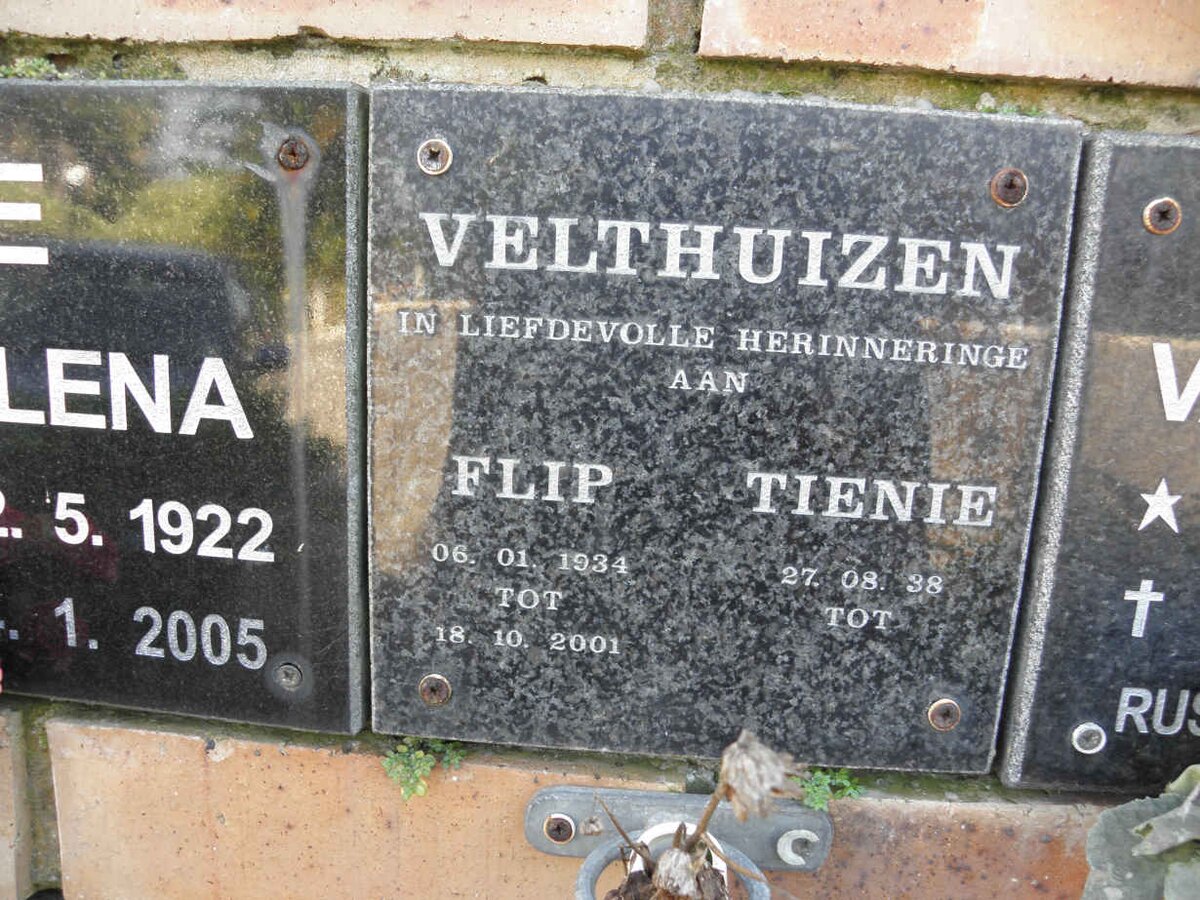 E
LENA
2. 5. 1922
1. 2005
VELTHUIZEN
IN LIEFDEVOLLE HERINNERINGE
AAN
FLIP
06. 01. 1934
TOT
18. 10. 2001
TIENIE
27. 08. 38
TOT
V
RUS